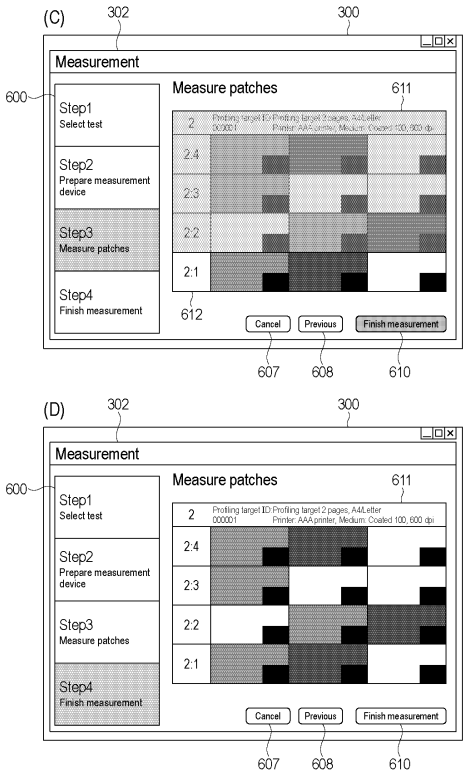 (C)
302
300
Measurement
600
Step1
Select test
Step2
Prepare measurement
device
Step3
Measure patches
Step4
Finish measurement
Measure patches
611
2 Profiling target ID: Profiling target 3 pages, A4/Letter
000001 Printer: AAA printer, Medium: Coated 100, 600 dpi
2:4
2:3
2:2
2:1
612
Cancel
Previous
Finish measurement
607
608
610
(D)
302
300
Measurement
600
Step1
Select test
Step2
Prepare measurement
device
Step3
Measure patches
Step4
Finish measurement
Measure patches
611
2 Profiling target ID: Profiling target 2 pages, A4/Letter
000001 Printer: AAA printer, Medium: Coated 100, 600 dpi
2:4
2:3
2:2
2:1
Cancel
Previous
Finish measurement
607
608
610